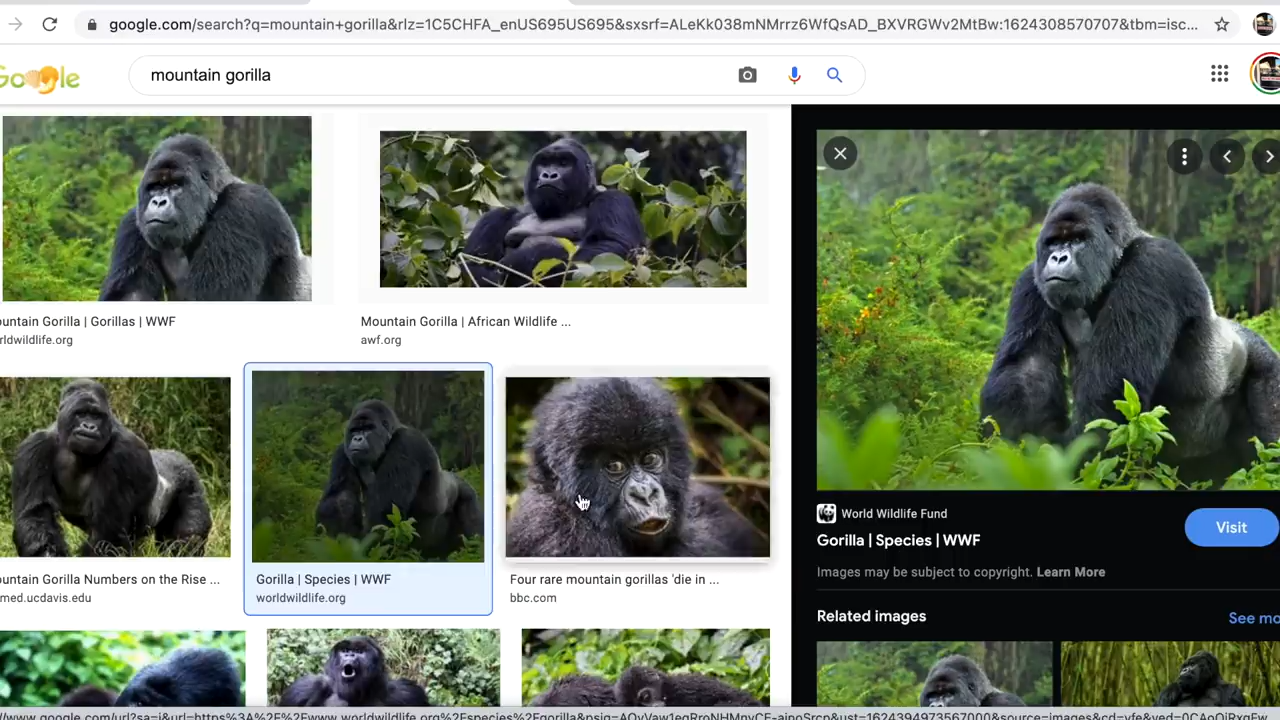 google.com/search?q=mountain+gorilla&rlz=1C5CHFA_enUS695US695&sxsrf=ALeKk038mNMrrz6WfQsAD_BXVRGWv2MtBw:1624308570707&tbm=isc...
Google
mountain gorilla
ountain Gorilla | Gorillas | WWF
rldwildlife.org
Mountain Gorilla | African Wildlife ...
awf.org
ountain Gorilla Numbers on the Rise ...
med.ucdavis.edu
Gorilla | Species | WWF
worldwildlife.org
Four rare mountain gorillas 'die in ...
bbc.com
World Wildlife Fund
Visit
Gorilla | Species | WWF
Images may be subject to copyright. Learn More
Related images
See mo